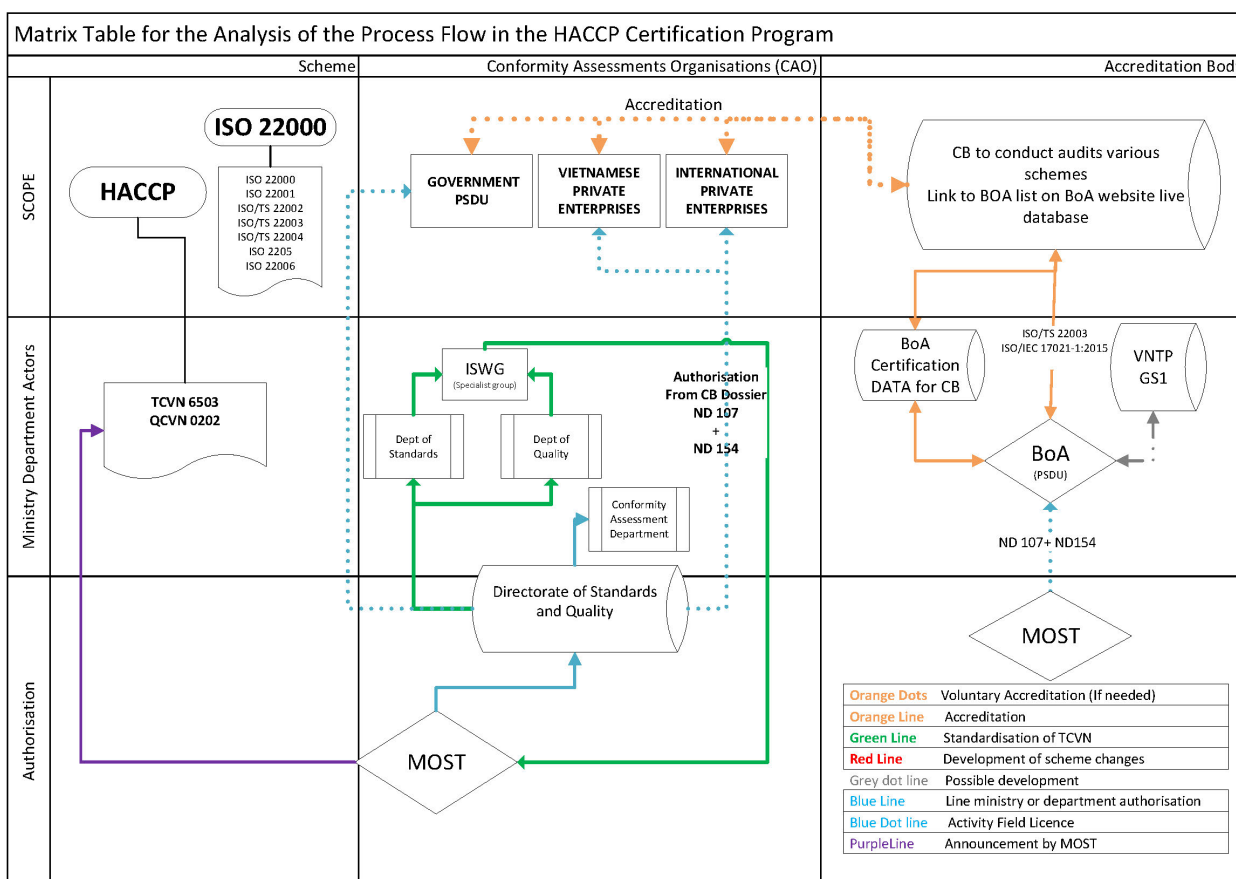 Matrix Table for the Analysis of the Process Flow in the HACCP Certification Program
Scheme
Conformity Assessments Organisations (CAO)
Accreditation Bod
SCOPE
HACCP
ISO 22000
ISO 22000
ISO 22001
ISO/TS 22002
ISO/TS 22003
ISO/TS 22004
ISO 2205
ISO 22006
Accreditation
GOVERNMENT
PSDU
VIETNAMESE
PRIVATE
ENTERPRISES
INTERNATIONAL
PRIVATE
ENTERPRISES
CB to conduct audits various
schemes
Link to BOA list on BoA website live
database
Ministry Department Actors
TCVN 6503
QCVN 0202
ISWG
(Specialist group)
Dept of
Standards
Dept of
Quality
Conformity
Assessment
Department
Authorisation
From CB Dossier
ND 107
+
ND 154
BoA
Certification
DATA for CB
ISO/TS 22003
ISO/IEC 17021-1:2015
VNTP
GS1
BoA
(PSDU)
ND 107+ ND154
Authorisation
Directorate of Standards
and Quality
MOST
MOST
Orange Dots Voluntary Accreditation (If needed)
Orange Line Accreditation
Green Line Standardisation of TCVN
Red Line Development of scheme changes
Grey dot line Possible development
Blue Line Line ministry or department authorisation
Blue Dot line Activity Field Licence
PurpleLine Announcement by MOST